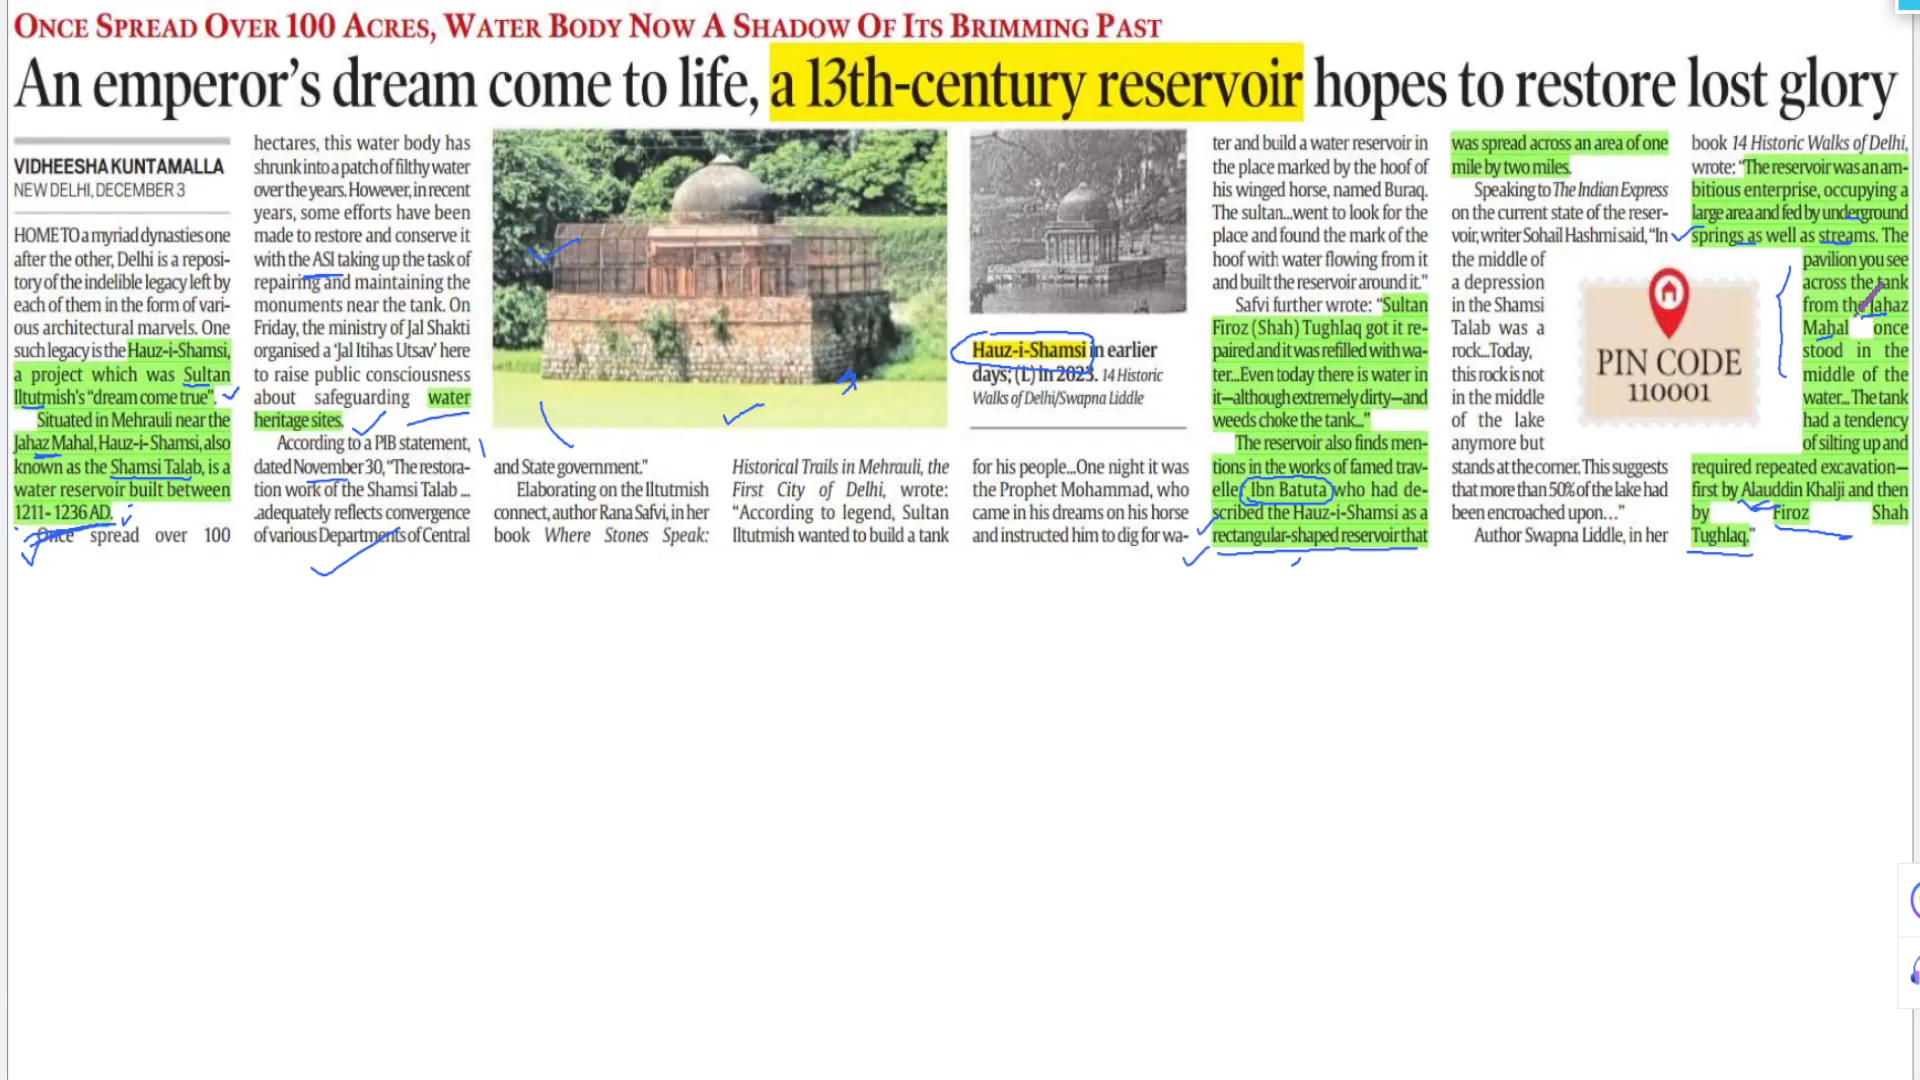 ONCE SPREAD OVER 100 ACRES, WATER BODY NOW A SHADOW OF ITS BRIMMING PAST
An emperor's dream come to life, a 13th-century reservoir hopes to restore lost glory
VIDHEESHA KUNTAMALLA
NEW DELHI, DECEMBER 3
HOME TO a myriad dynasties one
after the other, Delhi is a reposi-
tory of the indelible legacy left by
each of them in the form of vari-
ous architectural marvels. One
such legacy is the Hauz-i-Shamsi,
a project which was Sultan
Iltutmish's "dream come true".
Situated in Mehrauli near the
Jahaz Mahal, Hauz-i-Shamsi, also
known as the Shamsi Talab, is a
water reservoir built between
1211- 1236 AD.
Once spread over 100
hectares, this water body has
shrunk into a patch of filthy water
over the years. However, in recent
years, some efforts have been
made to restore and conserve it
with the ASI taking up the task of
repairing and maintaining the
monuments near the tank. On
Friday, the ministry of Jal Shakti
organised a 'Jal Itihas Utsav' here
to raise public consciousness
about safeguarding water
heritage sites.
According to a PIB statement,
dated November 30, "The restora-
tion work of the Shamsi Talab ...
adequately reflects convergence
of various Departments of Central
and State government."
Elaborating on the Iltutmish
connect, author Rana Safvi, in her
book Where Stones Speak:
Historical Trails in Mehrauli, the
First City of Delhi, wrote:
"According to legend, Sultan
Iltutmish wanted to build a tank
Hauz-i-Shamsi in earlier
days; (L) in 2023. 14 Historic
Walks of Delhi/Swapna Liddle
for his people...One night it was
the Prophet Mohammad, who
came in his dreams on his horse
and instructed him to dig for wa-
ter and build a water reservoir in
the place marked by the hoof of
his winged horse, named Buraq.
The sultan...went to look for the
place and found the mark of the
hoof with water flowing from it
and built the reservoir around it."
Safvi further wrote: "Sultan
Firoz (Shah) Tughlaq got it re-
paired and it was refilled with wa-
ter...Even today there is water in
it—although extremely dirty—and
weeds choke the tank..."
The reservoir also finds men-
tions in the works of famed trav-
elle Ibn Batuta who had de-
scribed the Hauz-i-Shamsi as a
rectangular-shaped reservoir that
was spread across an area of one
mile by two miles.
Speaking to The Indian Express
on the current state of the reser-
voir, writer Sohail Hashmi said, "In
the middle of
a depression
in the Shamsi
Talab was a
rock...Today,
this rock is not
in the middle
of the lake
anymore but
stands at the corner. This suggests
that more than 50% of the lake had
been encroached upon..."
Author Swapna Liddle, in her
PIN CODE
110001
book 14 Historic Walks of Delhi,
wrote: "The reservoir was an am-
bitious enterprise, occupying a
large area and fed by underground
springs as well as streams. The
pavilion you see
across the tank
from the Jahaz
Mahal once
stood in the
middle of the
water... The tank
had a tendency
of silting up and
required repeated excavation—
first by Alauddin Khalji and then
by Firoz Shah
Tughlaq."